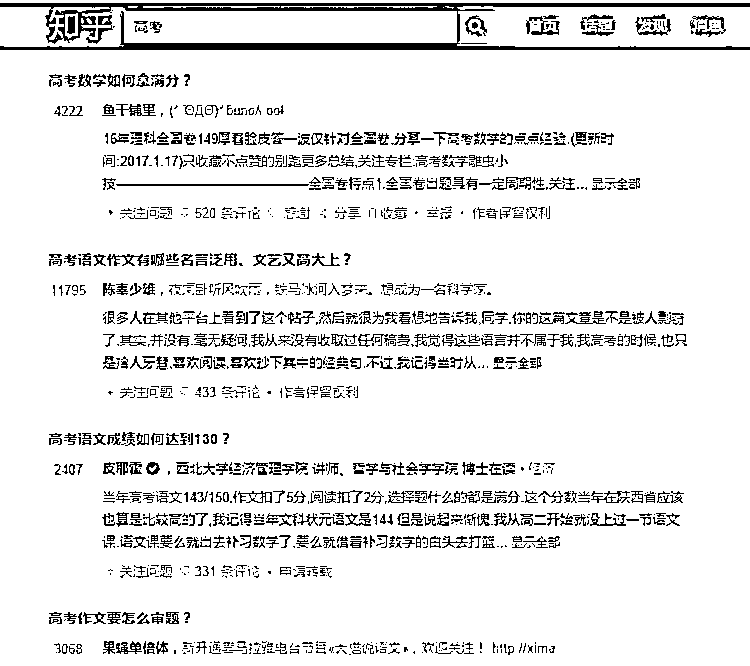 知乎 高考 首页 话题 发现 消息
高考数学如何拿满分？
4222 鱼干铺里，
16年理科全国卷149厚着脸皮答一波仅针对全国卷,分享一下高考数学的点点经验.(更新时
间:2017.1.17)只收藏不点赞的别跑更多总结,关注专栏:高考数学雕虫小
技————————————全国卷特点1.全国卷出题具有一定周期性,关注... 显示全部
关注问题 520 条评论 感谢 分享 收藏 • 举报 • 作者保留权利
高考语文作文有哪些名言泛用、文艺又高大上？
11795 陈辜少雄，夜阑卧听风吹雨，铁马冰河入梦来。想成为一名科学家。
很多人在其他平台上看到了这个帖子,然后就很为我着想地告诉我,同学,你的这篇文章是不是被人剽窃
了.其实,并没有.毫无疑问,我从来没有收取过任何稿费,我觉得这些语言并不属于我,我高考的时候,也只
是拾人牙慧,喜欢阅读,喜欢抄下其中的经典句.不过,我记得当时从... 显示全部
关注问题 433 条评论 • 作者保留权利
高考语文成绩如何达到130？
2407 皮耶霍，西北大学经济管理学院 讲师、哲学与社会学学院 博士在读 • 经济
当年高考语文143/150,作文扣了5分,阅读扣了2分,选择题什么的都是满分.这个分数当年在陕西省应该
也算是比较高的了,我记得当年文科状元语文是144.但是说起来惭愧,我从高二开始就没上过一节语文
课.语文课要么就出去补习数学了,要么就借着补习数学的由头去打篮... 显示全部
关注问题 331 条评论 • 申请转载
高考作文要怎么审题？
3068 果蝇单倍体，新开通喜马拉雅电台节目«大楷说语文»，欢迎关注！ http://xima